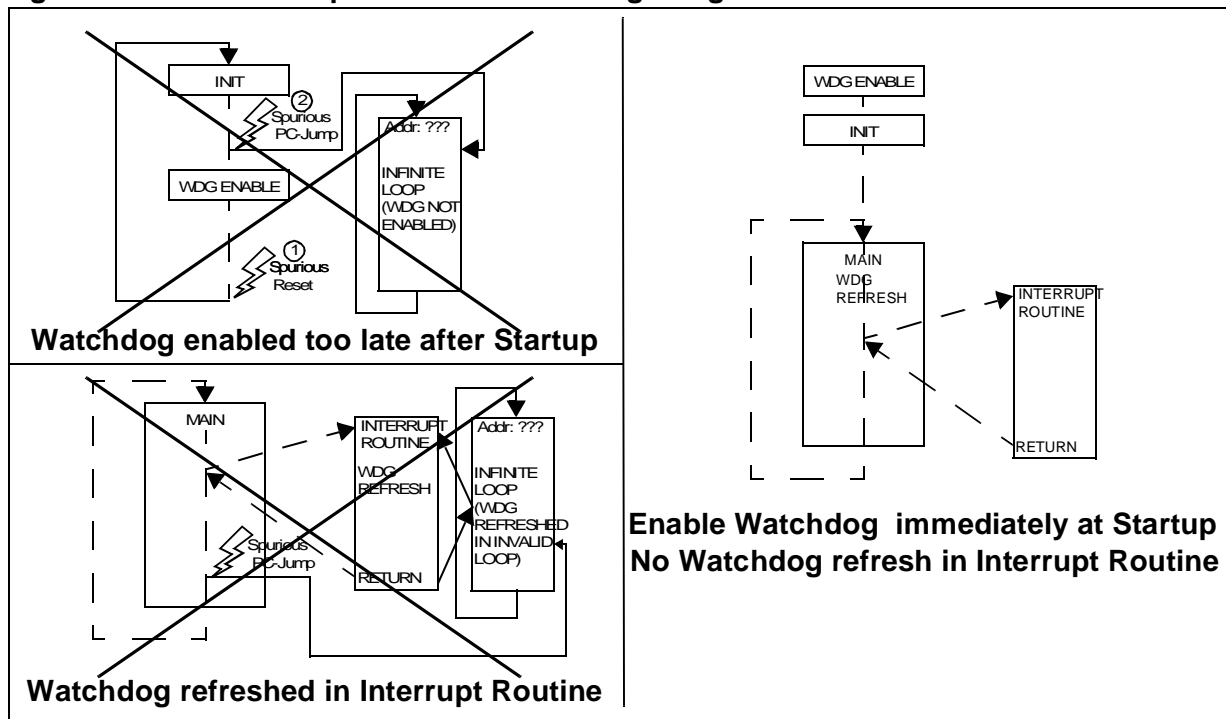 INIT
②
Spurious
PC-Jump
WDG ENABLE
①
Spurious
Reset
Addr: ???
INFINITE
LOOP
(WDG NOT
ENABLED)
Watchdog enabled too late after Startup
MAIN
Spurious
PC-Jump
INTERRUPT
ROUTINE
WDG
REFRESH
RETURN
Addr: ???
INFINITE
LOOP
(WDG
REFRESHED
IN INVALID
LOOP)
Watchdog refreshed in Interrupt Routine
WDG ENABLE
INIT
MAIN
WDG
REFRESH
INTERRUPT
ROUTINE
RETURN
Enable Watchdog immediately at Startup
No Watchdog refresh in Interrupt Routine